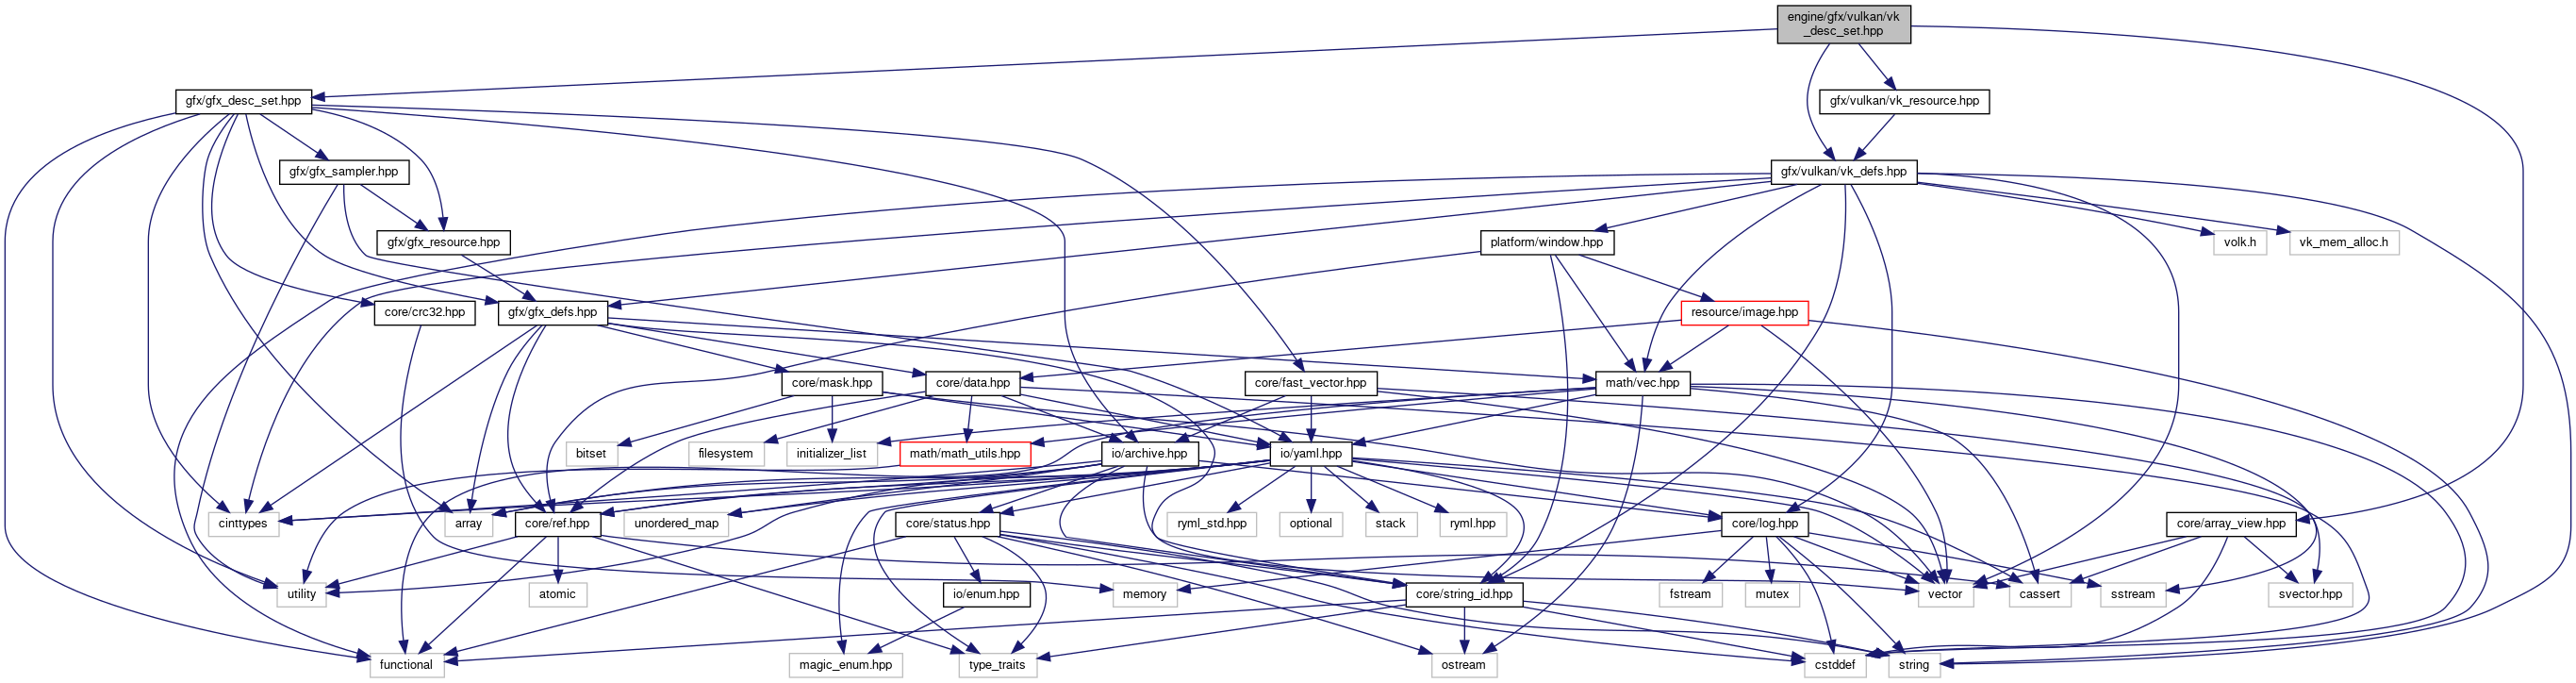 engine/gfx/vulkan/vk
_desc_set.hpp
gfx/gfx_desc_set.hpp
gfx/vulkan/vk_resource.hpp
gfx/gfx_sampler.hpp
gfx/vulkan/vk_defs.hpp
gfx/gfx_resource.hpp
platform/window.hpp
volk.h
vk_mem_alloc.h
core/crc32.hpp
gfx/gfx_defs.hpp
resource/image.hpp
core/mask.hpp
core/data.hpp
core/fast_vector.hpp
math/vec.hpp
bitset
filesystem
initializer_list
math/math_utils.hpp
io/archive.hpp
io/yaml.hpp
cinttypes
array
core/ref.hpp
unordered_map
core/status.hpp
ryml_std.hpp
optional
stack
ryml.hpp
core/log.hpp
core/array_view.hpp
utility
atomic
io/enum.hpp
memory
core/string_id.hpp
fstream
mutex
vector
cassert
sstream
svector.hpp
functional
magic_enum.hpp
type_traits
ostream
cstddef
string